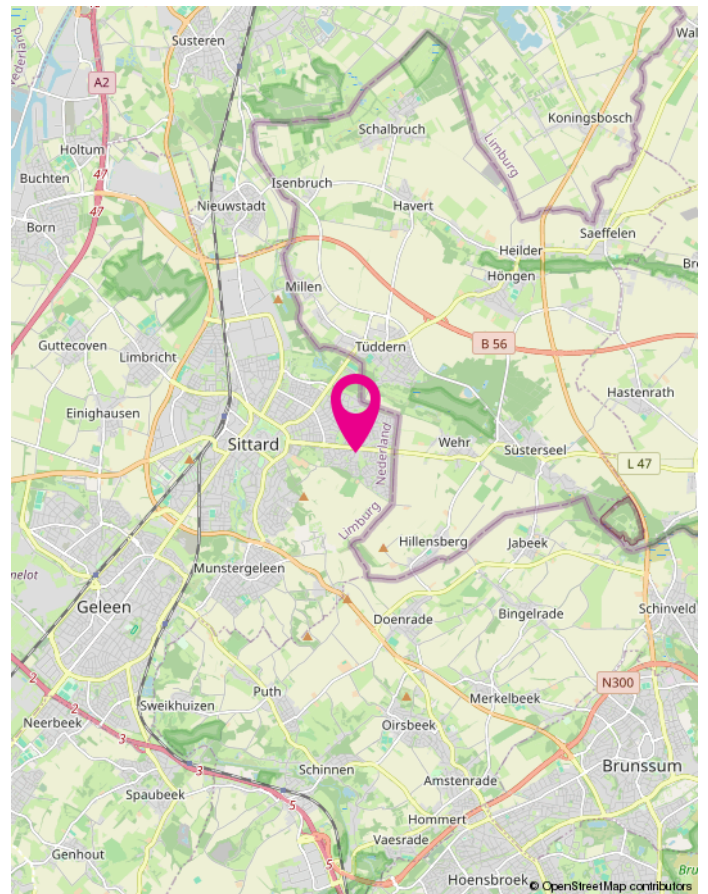 Susteren
Nederland
A2
Koningsbosch
Schalbruch
Limburg
Holtum
Buchten
47
47
Isenbruch
Havert
Nieuwstadt
Born
Saeffelen
Heilder
Höngen
Millen
Guttecoven
Limbricht
Tüddern
B 56
Hastenrath
Einighausen
Sittard
Nederland
Wehr
Süsterseel
L 47
Limburg
Hillensberg
Jabeek
Munstergeleen
Geleen
Doenrade
Bingelrade
Schinveld
2
2
Puth
Merkelbeek
N300
Sweikhuizen
Neerbeek
3
Oirsbeek
3
Schinnen
Amstenrade
Brunssum
Spaubeek
5
Hommert
Vaesrade
Genhout
5
Hoensbroek
© OpenStreetMap contributors